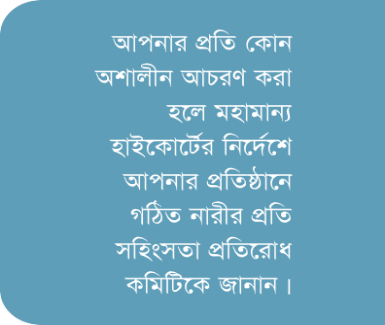 আপনার প্রতি কোন
অশালীন আচরণ করা
হলে মহামান্য
হাইকোর্টের নির্দেশে
আপনার প্রতিষ্ঠানে
গঠিত নারীর প্রতি
সহিংসতা প্রতিরোধ
কমিটিকে জানান।